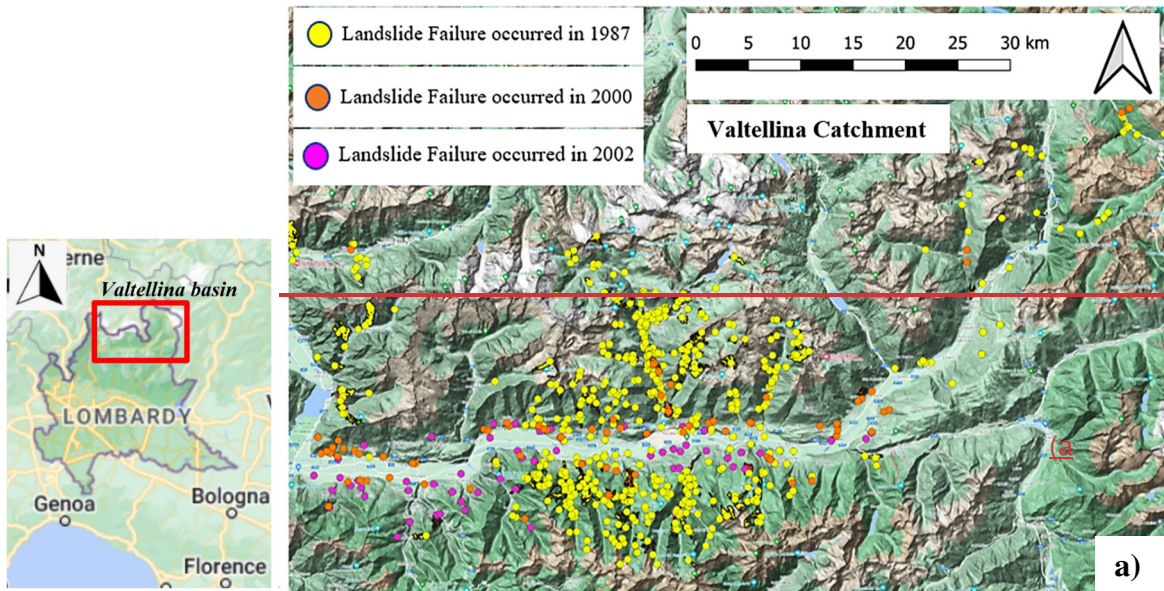 Landslide Failure occurred in 1987
Landslide Failure occurred in 2000
Landslide Failure occurred in 2002
0 5 10 15 20 25 30 km
Valtellina Catchment
N
erne
Valtellina basin
LOMBARDY
Genoa
Bologna
Florence
(a
a)